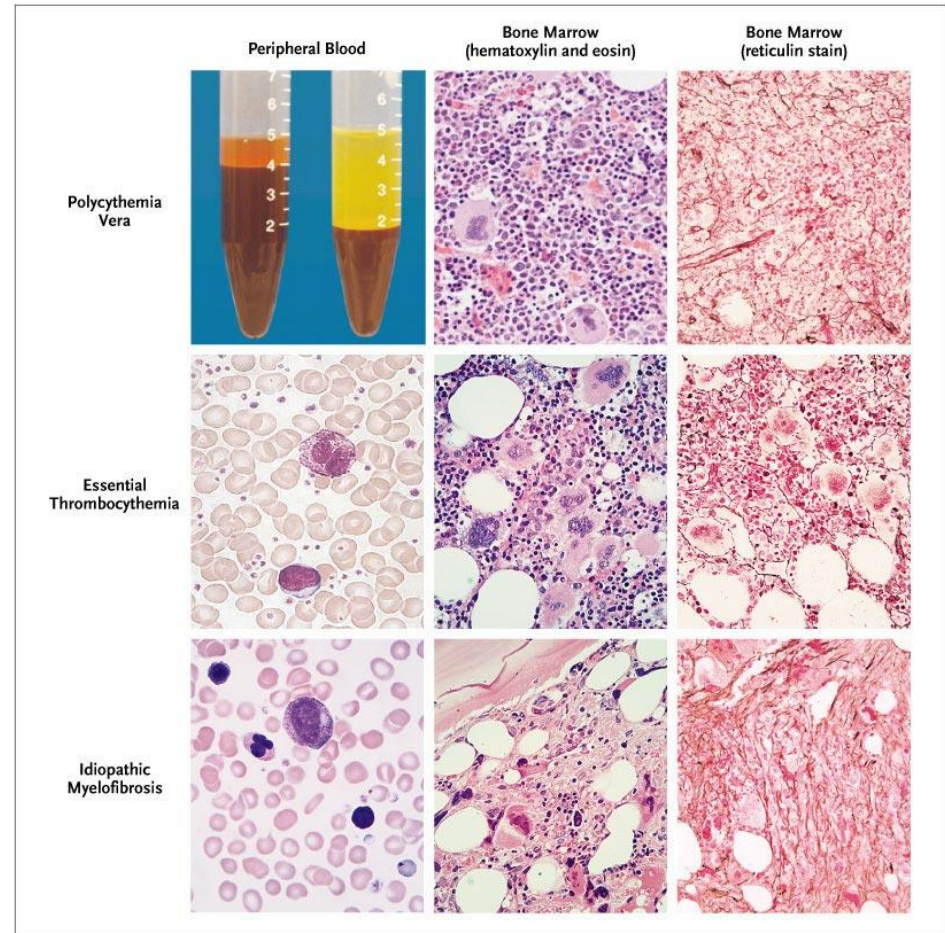 Peripheral Blood
Bone Marrow
(hematoxylin and eosin)
Bone Marrow
(reticulin stain)
Polycythemia
Vera
7
6
5
4
3
2
7
6
5
4
3
2
Essential
Thrombocythemia
Idiopathic
Myelofibrosis